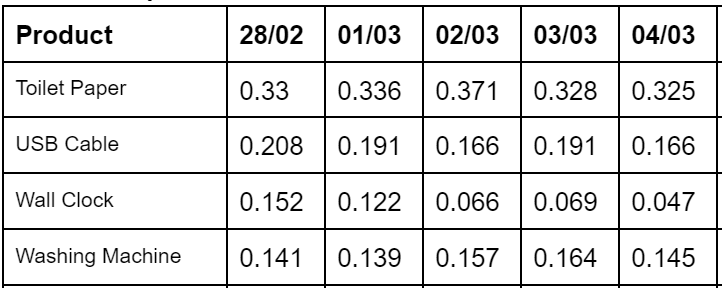 Product 28/02 01/03 02/03 03/03 04/03
Toilet Paper 0.33 0.336 0.371 0.328 0.325
USB Cable 0.208 0.191 0.166 0.191 0.166
Wall Clock 0.152 0.122 0.066 0.069 0.047
Washing Machine 0.141 0.139 0.157 0.164 0.145